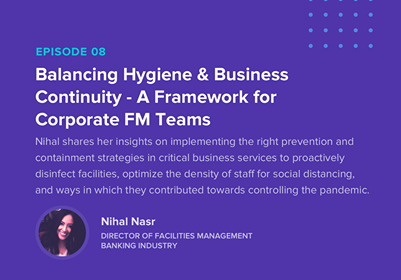 EPISODE 08
Balancing Hygiene & Business
Continuity - A Framework for
Corporate FM Teams
Nihal shares her insights on implementing the right prevention and
containment strategies in critical business services to proactively
disinfect facilities, optimize the density of staff for social distancing,
and ways in which they contributed towards controlling the pandemic.
Nihal Nasr
DIRECTOR OF FACILITIES MANAGEMENT
BANKING INDUSTRY